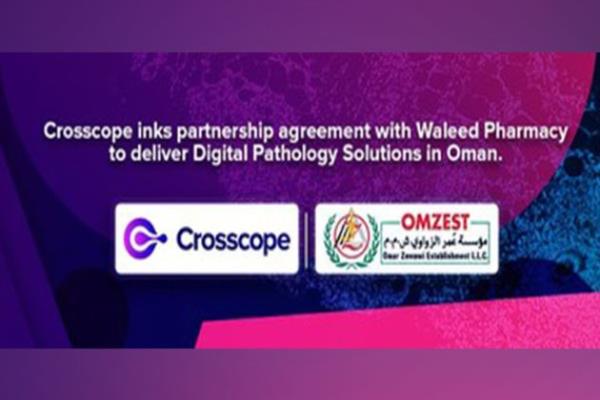 Crosscope inks partnership agreement with Waleed Pharmacy
to deliver Digital Pathology Solutions in Oman.
Crosscope
OMZEST
مؤسسة عمر الزواوي ش.م.م
Omar Zawawi Establishment L.L.C.